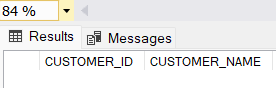 84 %
Results Messages
CUSTOMER_ID CUSTOMER_NAME